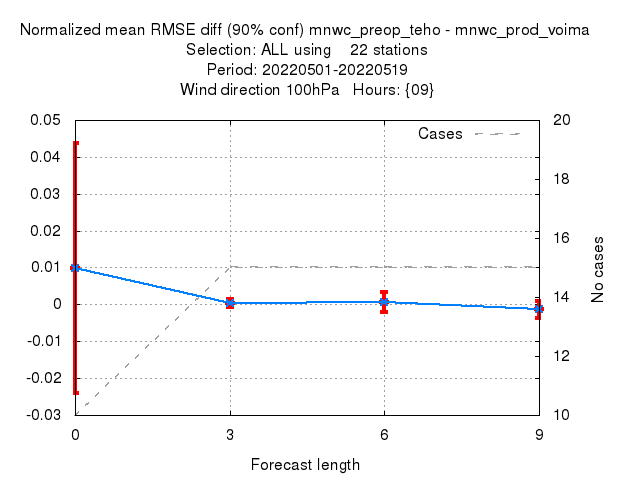 Normalized mean RMSE diff (90% conf) mnwc_preop_teho - mnwc_prod_voima
Selection: ALL using    22 stations
Period: 20220501-20220519
Wind direction 100hPa   Hours: {09}
0.05
0.04
0.03
0.02
0.01
0
-0.01
-0.02
-0.03
Cases
20
18
16
14
12
10
No cases
0 3 6 9
Forecast length